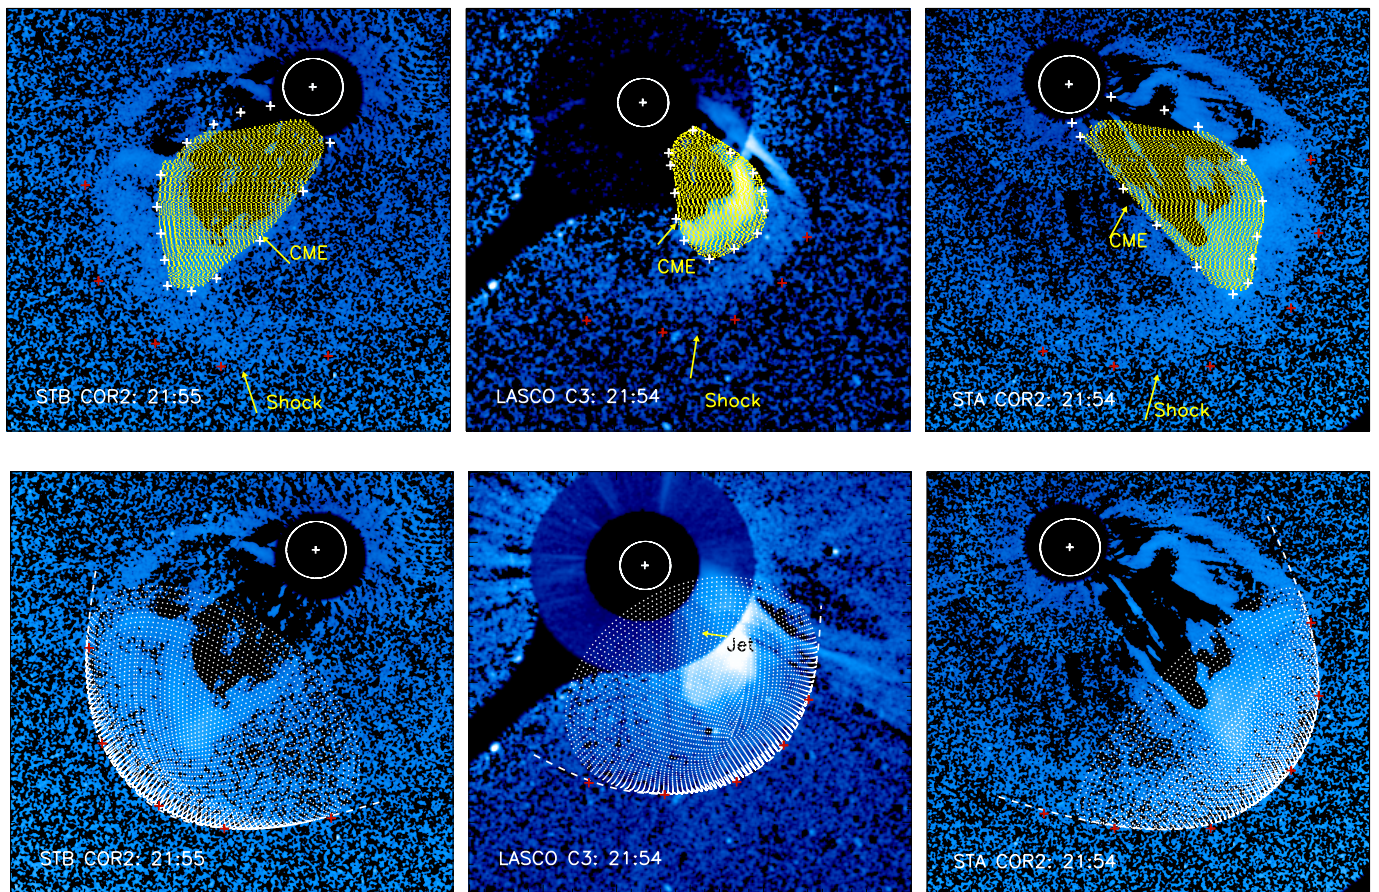 CME
STB COR2: 21:55
Shock
CME
LASCO C3: 21:54
Shock
CME
STA COR2: 21:54
Shock
STB COR2: 21:55
Jet
LASCO C3: 21:54
STA COR2: 21:54